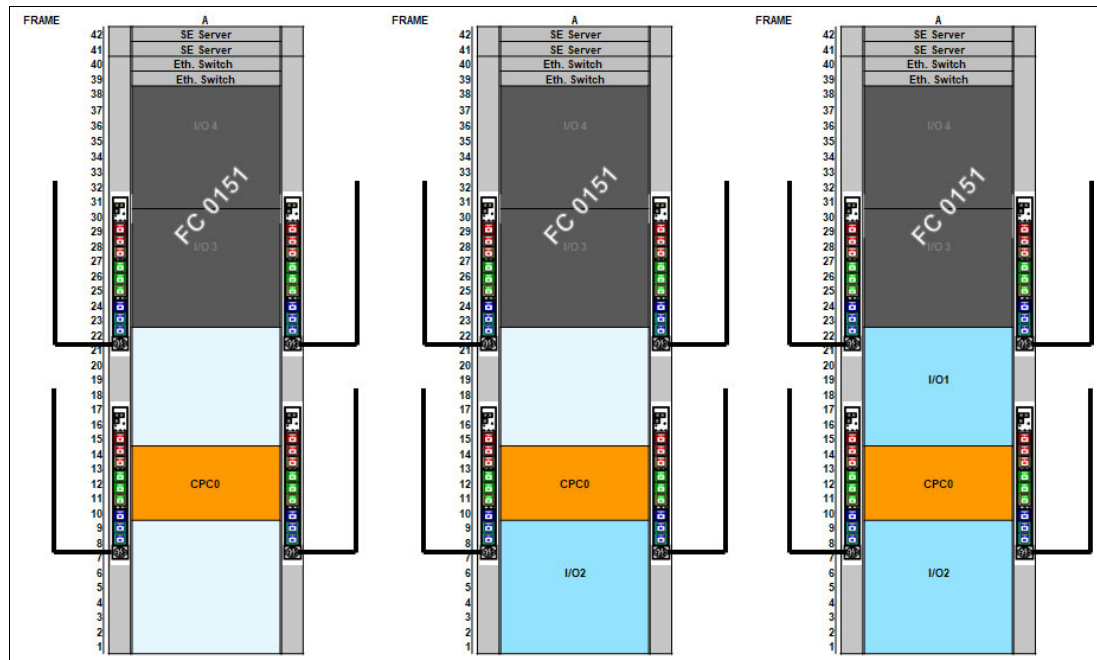 FRAME A FRAME A FRAME A
42 SE Server 42 SE Server 42 SE Server
41 SE Server 41 SE Server 41 SE Server
40 Eth. Switch 40 Eth. Switch 40 Eth. Switch
39 Eth. Switch 39 Eth. Switch 39 Eth. Switch
38 38 38
37 37 37
36 I/O 4 36 I/O 4 36 I/O 4
35 35 35
34 34 34
33 33 33
32 32 32
31 31 31
30 FC 0151 30 FC 0151 30 FC 0151
29 29 29
28 I/O 3 28 I/O 3 28 I/O 3
27 27 27
26 26 26
25 25 25
24 24 24
23 23 23
22 22 22
21 21 21
20 20 20
19 19 19 I/O1
18 18 18
17 17 17
16 16 16
15 15 15
14 14 14
13 13 13
12 CPC0 12 CPC0 12 CPC0
11 11 11
10 10 10
9 9 9
8 8 8
7 7 7
6 6 I/O2 6 I/O2
5 5 5
4 4 4
3 3 3
2 2 2
1 1 1